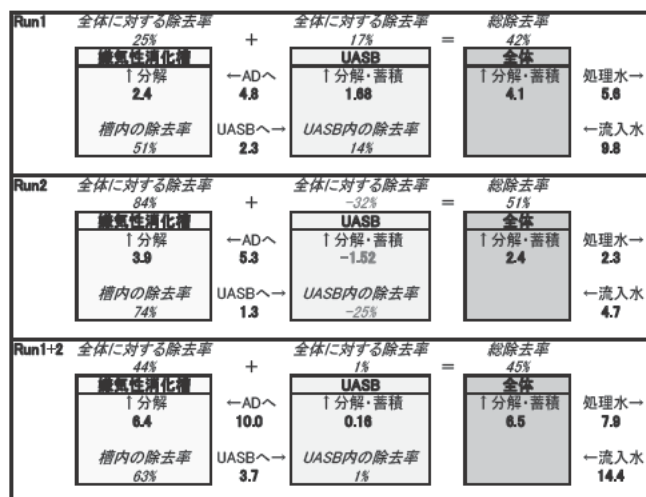 Run1 全体に対する除去率 全体に対する除去率 総除去率
25% + 17% = 42%
嫌気性消化槽 UASB 全体
↑分解 ←ADへ ↑分解・蓄積 ↑分解・蓄積 処理水→
2.4 4.8 1.68 4.1 5.6
槽内の除去率 UASBへ→ UASB内の除去率 ←流入水
51% 2.3 14% 9.8
Run2 全体に対する除去率 全体に対する除去率 総除去率
84% + -32% = 51%
嫌気性消化槽 UASB 全体
↑分解 ←ADへ ↑分解・蓄積 ↑分解・蓄積 処理水→
3.9 5.3 -1.52 2.4 2.3
槽内の除去率 UASBへ→ UASB内の除去率 ←流入水
74% 1.3 -25% 4.7
Run1+2 全体に対する除去率 全体に対する除去率 総除去率
44% + 1% = 45%
嫌気性消化槽 UASB 全体
↑分解 ←ADへ ↑分解・蓄積 ↑分解・蓄積 処理水→
6.4 10.0 0.16 6.5 7.9
槽内の除去率 UASBへ→ UASB内の除去率 ←流入水
63% 3.7 1% 14.4